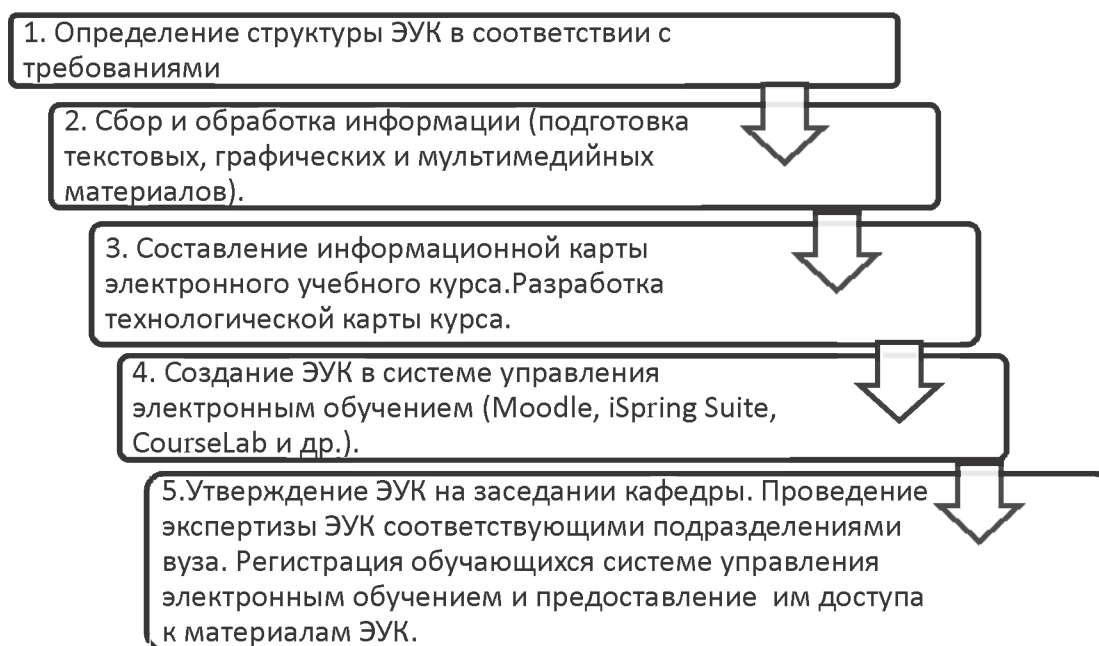 1. Определение структуры ЭУК в соответствии с
требованиями
2. Сбор и обработка информации (подготовка
текстовых, графических и мультимедийных
материалов).
3. Составление информационной карты
электронного учебного курса.Разработка
технологической карты курса.
4. Создание ЭУК в системе управления
электронным обучением (Moodle, iSpring Suite,
CourseLab и др.).
5.Утверждение ЭУК на заседании кафедры. Проведение
экспертизы ЭУК соответствующими подразделениями
вуза. Регистрация обучающихся системе управления
электронным обучением и предоставление им доступа
к материалам ЭУК.